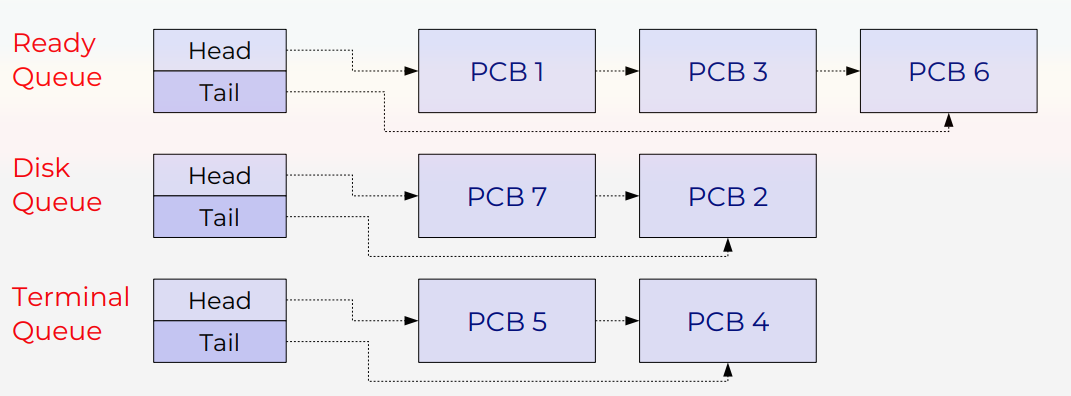 Ready
Queue
Head
Tail
PCB 1
PCB 3
PCB 6
Disk
Queue
Head
Tail
PCB 7
PCB 2
Terminal
Queue
Head
Tail
PCB 5
PCB 4